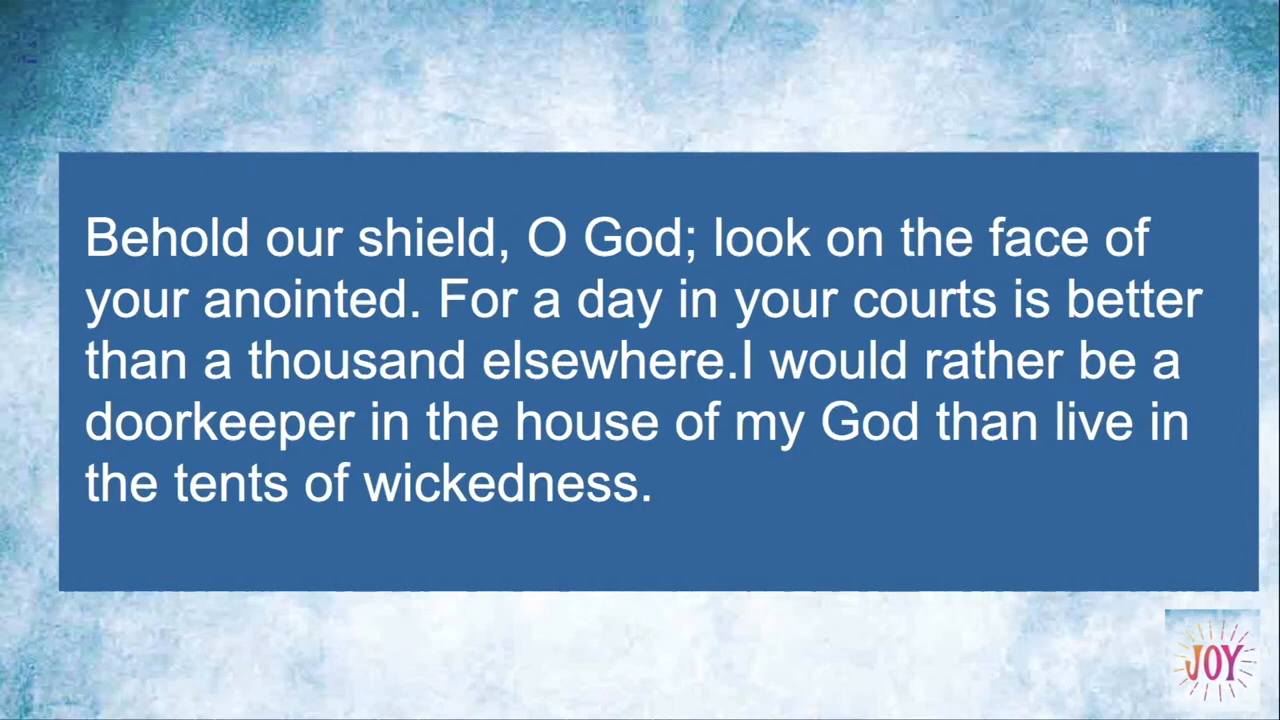 Behold our shield, O God; look on the face of
your anointed. For a day in your courts is better
than a thousand elsewhere.I would rather be a
doorkeeper in the house of my God than live in
the tents of wickedness.
JOY